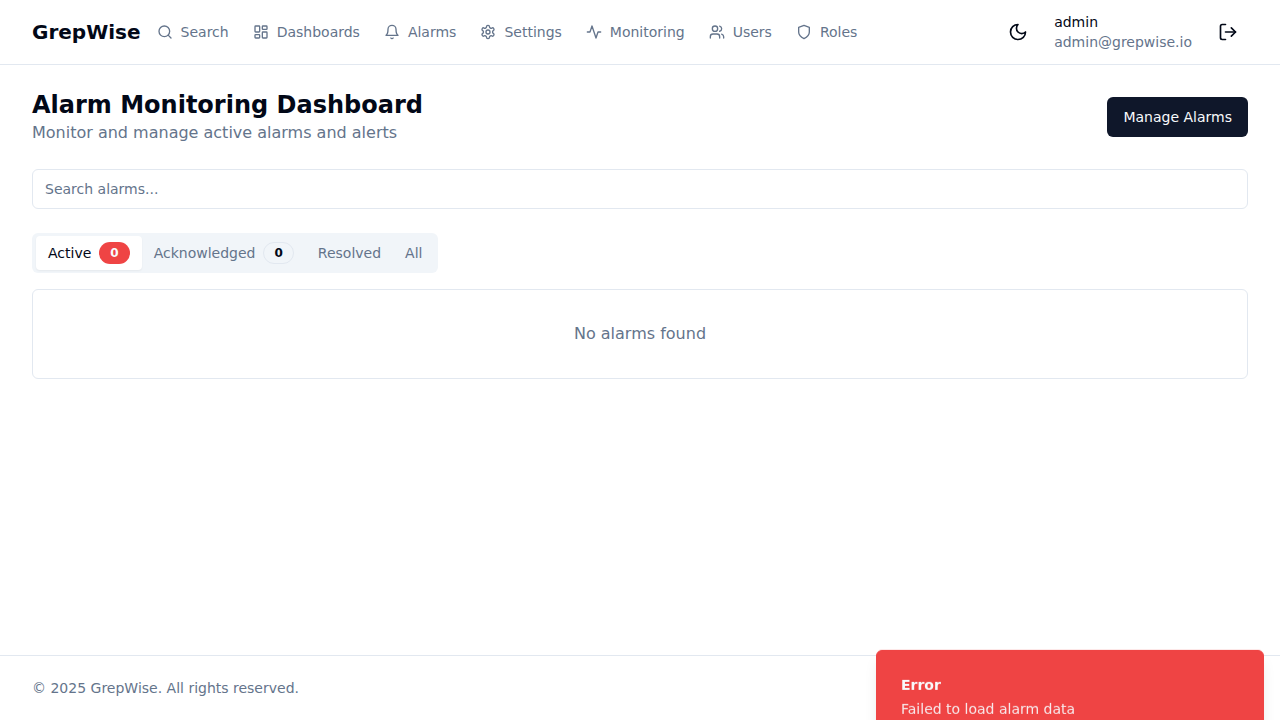 GrepWise
Search
Dashboards
Alarms
Settings
Monitoring
Users
Roles
admin
admin@grepwise.io
Alarm Monitoring Dashboard
Monitor and manage active alarms and alerts
Manage Alarms
Search alarms...
Active 0
Acknowledged 0
Resolved
All
No alarms found
© 2025 GrepWise. All rights reserved.
Error
Failed to load alarm data